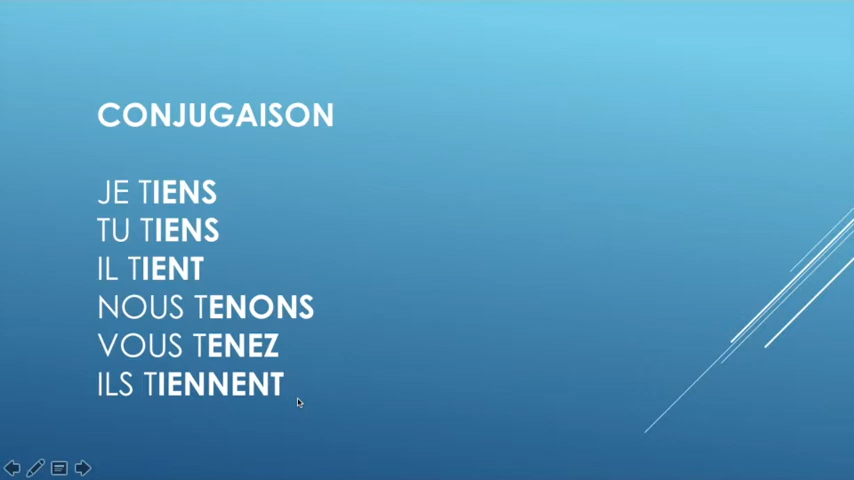 CONJUGAISON
JE TIENS
TU TIENS
IL TIENT
NOUS TENONS
VOUS TENEZ
ILS TIENNENT